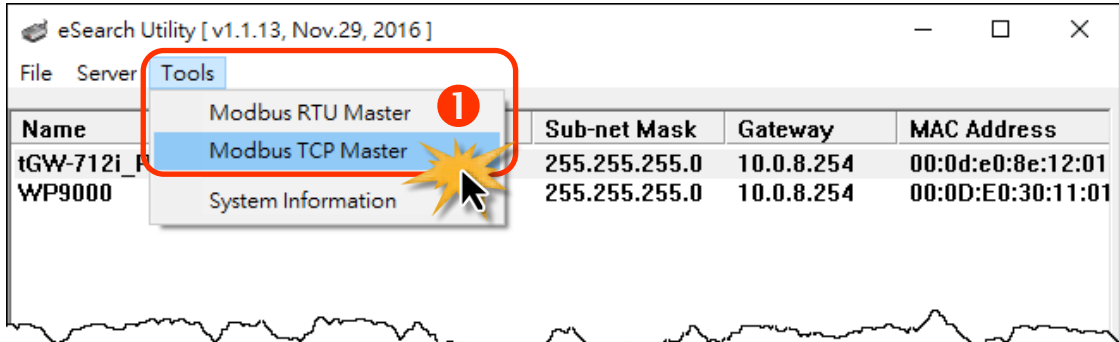 eSearch Utility [ v1.1.13, Nov.29, 2016 ]
File Server Tools
Modbus RTU Master
1
Modbus TCP Master
System Information
Name Sub-net Mask Gateway MAC Address
tGW-712i_ 255.255.255.0 10.0.8.254 00:0d:e0:8e:12:01
WP9000 255.255.255.0 10.0.8.254 00:0D:E0:30:11:01